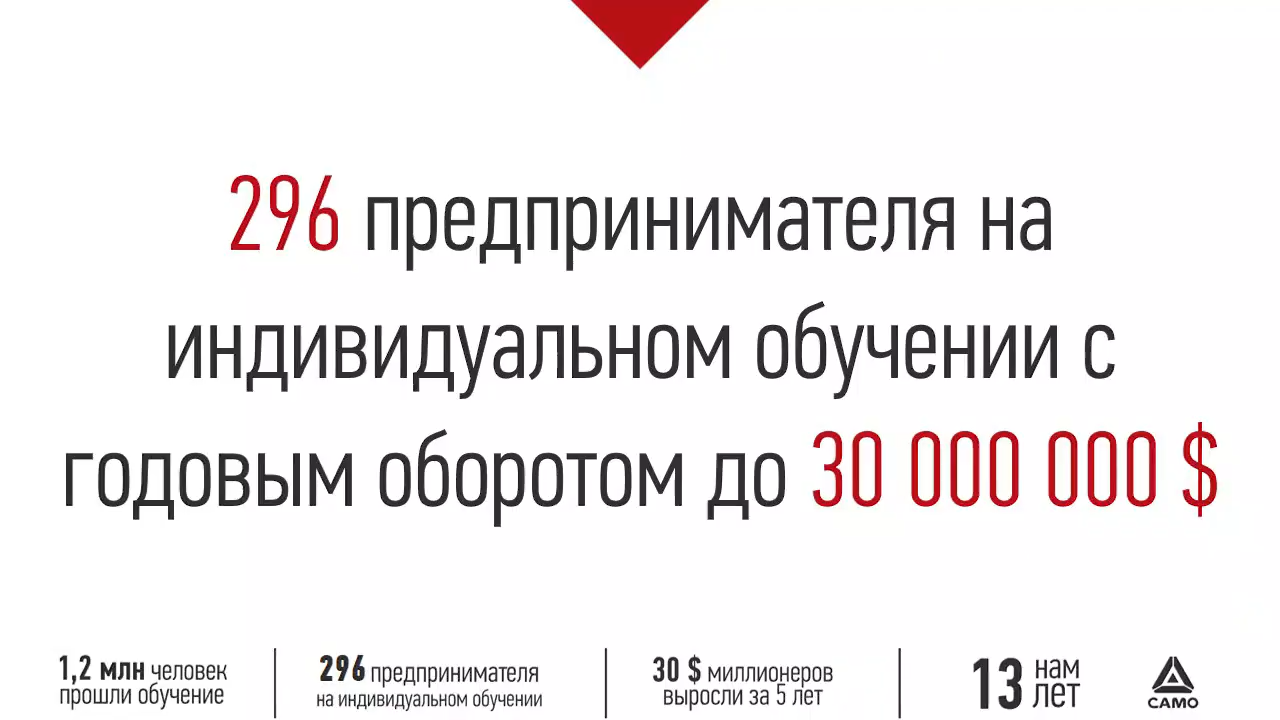 296 предпринимателя на
индивидуальном обучении с
годовым оборотом до 30 000 000 $
1,2 млн человек
прошли обучение
296 предпринимателя
на индивидуальном обучении
30 $ миллионеров
выросли за 5 лет
13 нам
лет
САМО